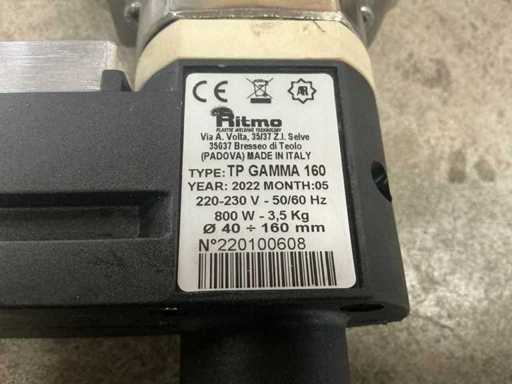 CE
Ritmo
PLASTIC WELDING TECHNOLOGY
Via A. Volta, 35/37 Z.I. Selve
35037 Bresseo di Teolo
(PADOVA) MADE IN ITALY
TYPE: TP GAMMA 160
YEAR: 2022 MONTH:05
220-230 V - 50/60 Hz
800 W - 3,5 Kg
Ø 40 ÷ 160 mm
N°220100608